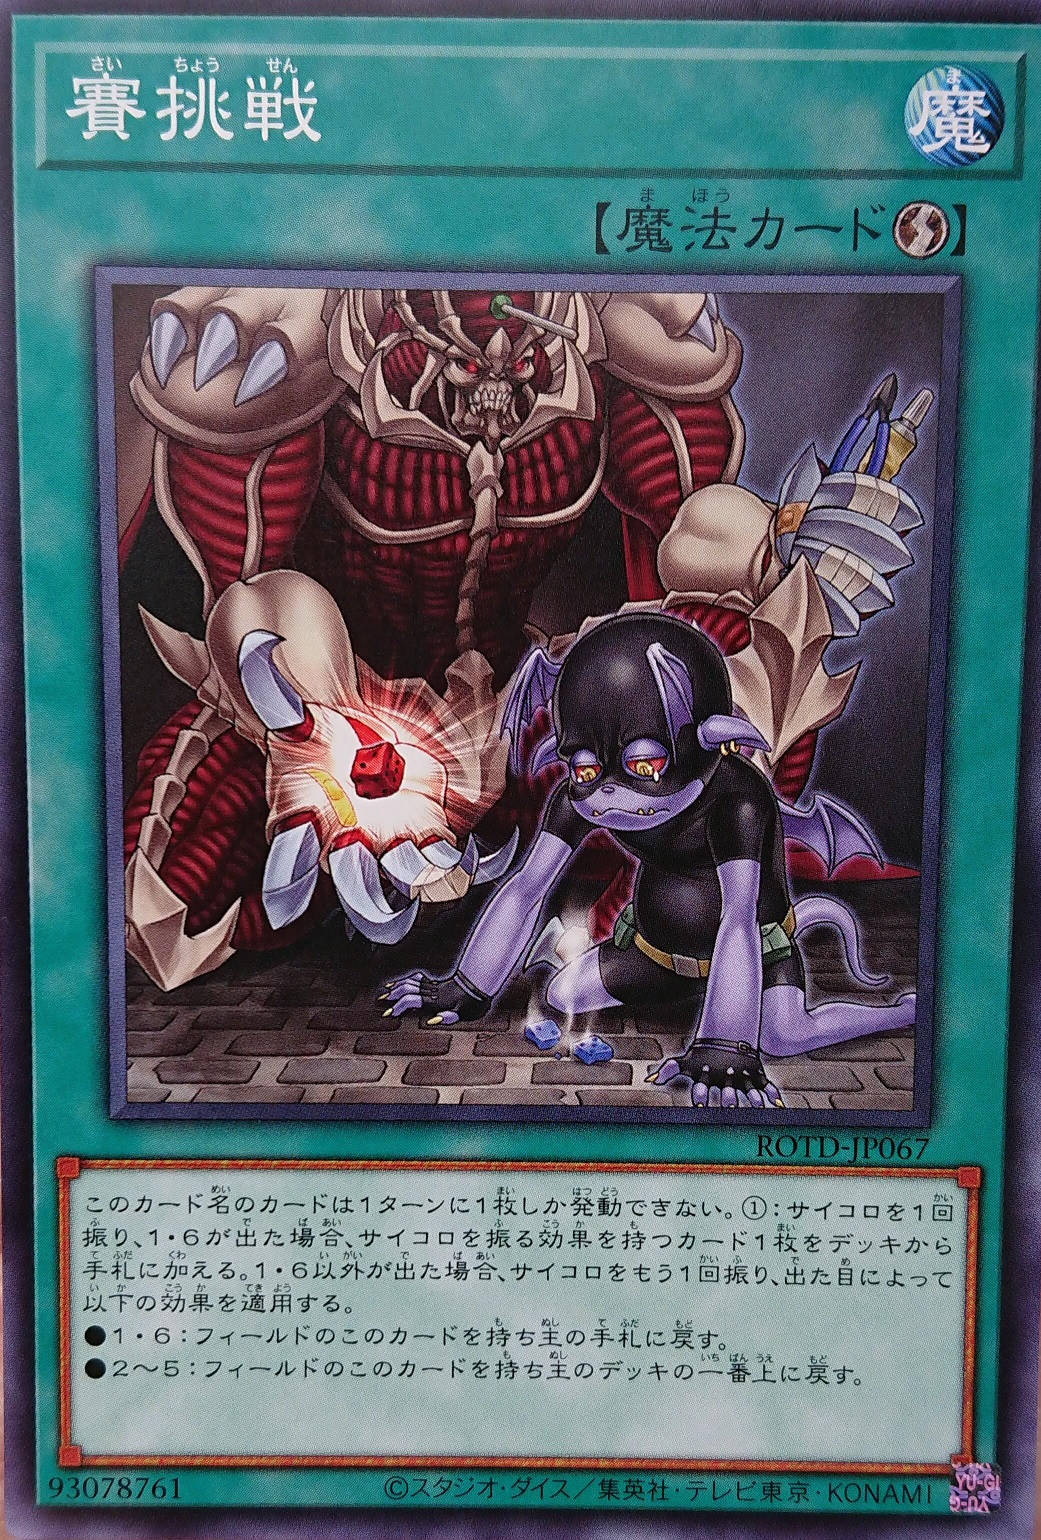 賽挑戦
魔
【魔法カード】
ROTD-JP067
このカード名のカードは1ターンに1枚しか発動できない。①:サイコロを1回
振り、1・6が出た場合、サイコロを振る効果を持つカード1枚をデッキから
手札に加える。1・6以外が出た場合、サイコロをもう1回振り、出た目によって
以下の効果を適用する。
●1・6:フィールドのこのカードを持ち主の手札に戻す。
●2〜5:フィールドのこのカードを持ち主のデッキの一番上に戻す。
93078761
©スタジオ・ダイス/集英社・テレビ東京・KONAMI
YU-GI